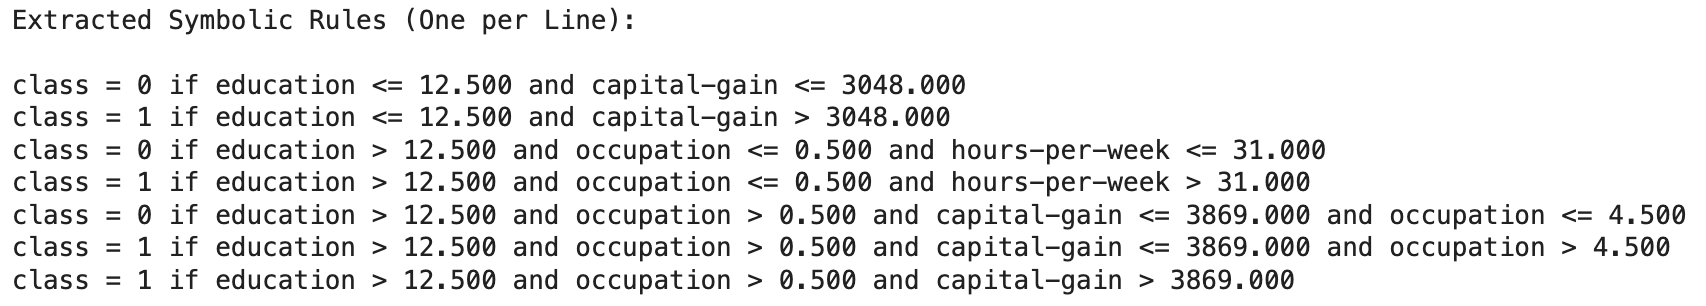 Extracted Symbolic Rules (One per Line):
class = 0 if education <= 12.500 and capital-gain <= 3048.000
class = 1 if education <= 12.500 and capital-gain > 3048.000
class = 0 if education > 12.500 and occupation <= 0.500 and hours-per-week <= 31.000
class = 1 if education > 12.500 and occupation <= 0.500 and hours-per-week > 31.000
class = 0 if education > 12.500 and occupation > 0.500 and capital-gain <= 3869.000 and occupation <= 4.500
class = 1 if education > 12.500 and occupation > 0.500 and capital-gain <= 3869.000 and occupation > 4.500
class = 1 if education > 12.500 and occupation > 0.500 and capital-gain > 3869.000